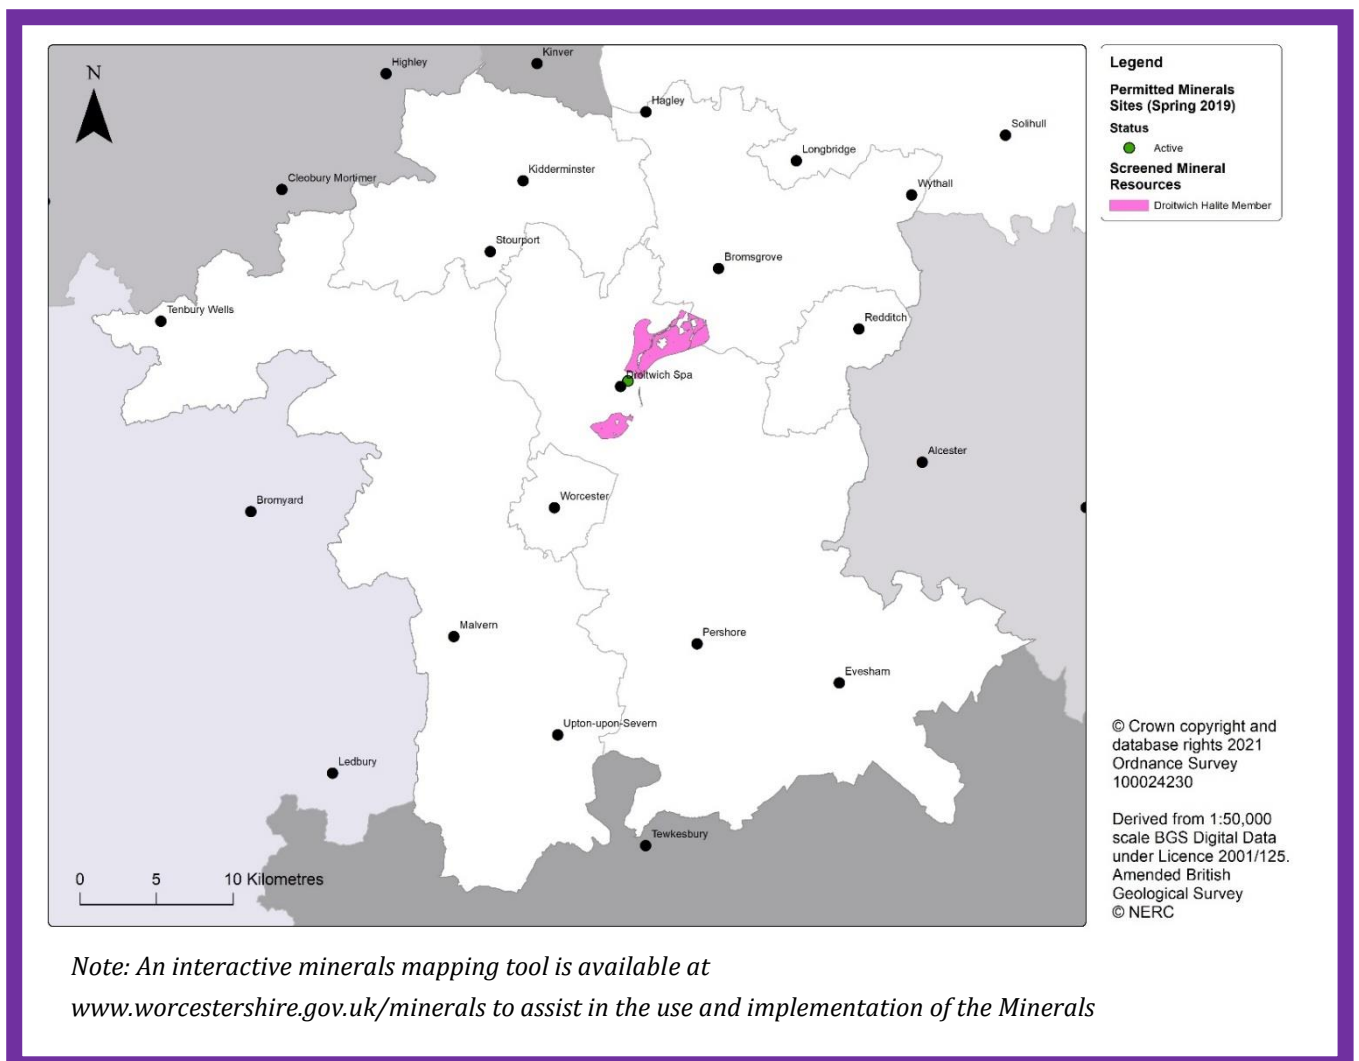 Kinver
Highley
N
Hagley
Solihull
Longbridge
Kidderminster
Cleobury Mortimer
Wythall
Stourport
Bromsgrove
Tenbury Wells
Redditch
Droitwich Spa
Alcester
Bromyard
Worcester
Malvern
Pershore
Evesham
Upton-upon-Severn
Ledbury
Tewkesbury
0 5 10 Kilometres
Legend
Permitted Minerals
Sites (Spring 2019)
Status
Active
Screened Mineral
Resources
Droitwich Halite Member
© Crown copyright and
database rights 2021
Ordnance Survey
100024230
Derived from 1:50,000
scale BGS Digital Data
under Licence 2001/125.
Amended British
Geological Survey
© NERC
Note: An interactive minerals mapping tool is available at
www.worcestershire.gov.uk/minerals to assist in the use and implementation of the Minerals